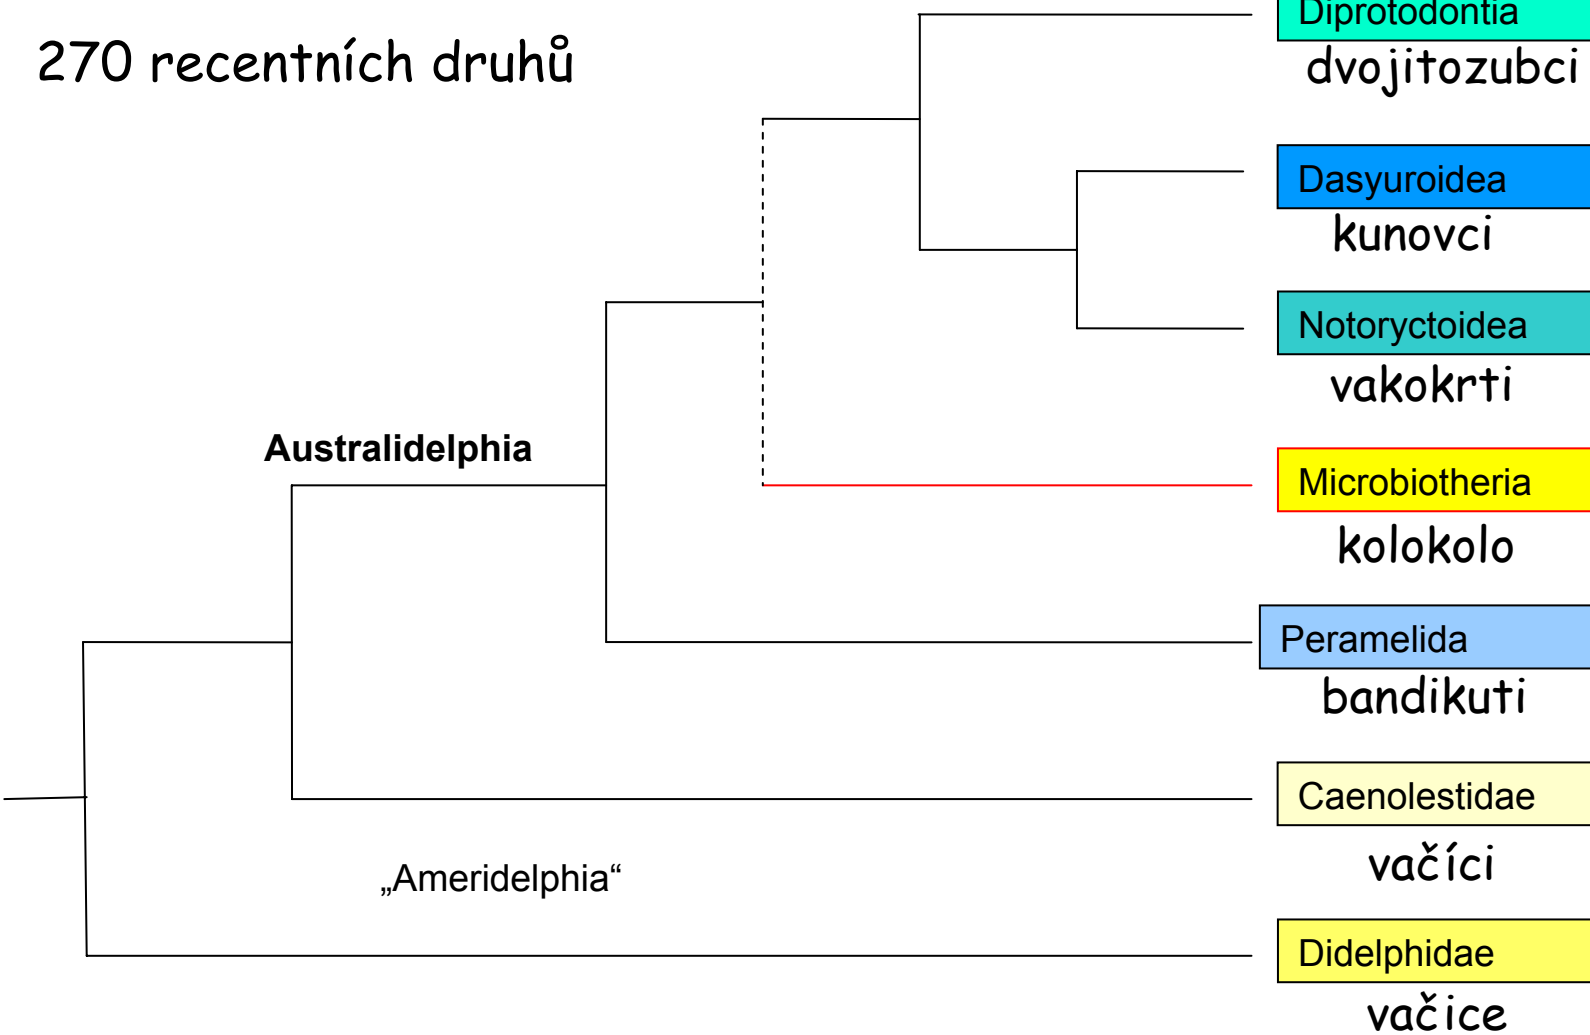 Diprotodontia
270 recentních druhů
dvojitozubci
Dasyuroidea
kunovci
Notoryctoidea
vakokrti
Australidelphia
Microbiotheria
kolokolo
Peramelida
bandikuti
Caenolestidae
vačíci
„Ameridelphia“
Didelphidae
vačice